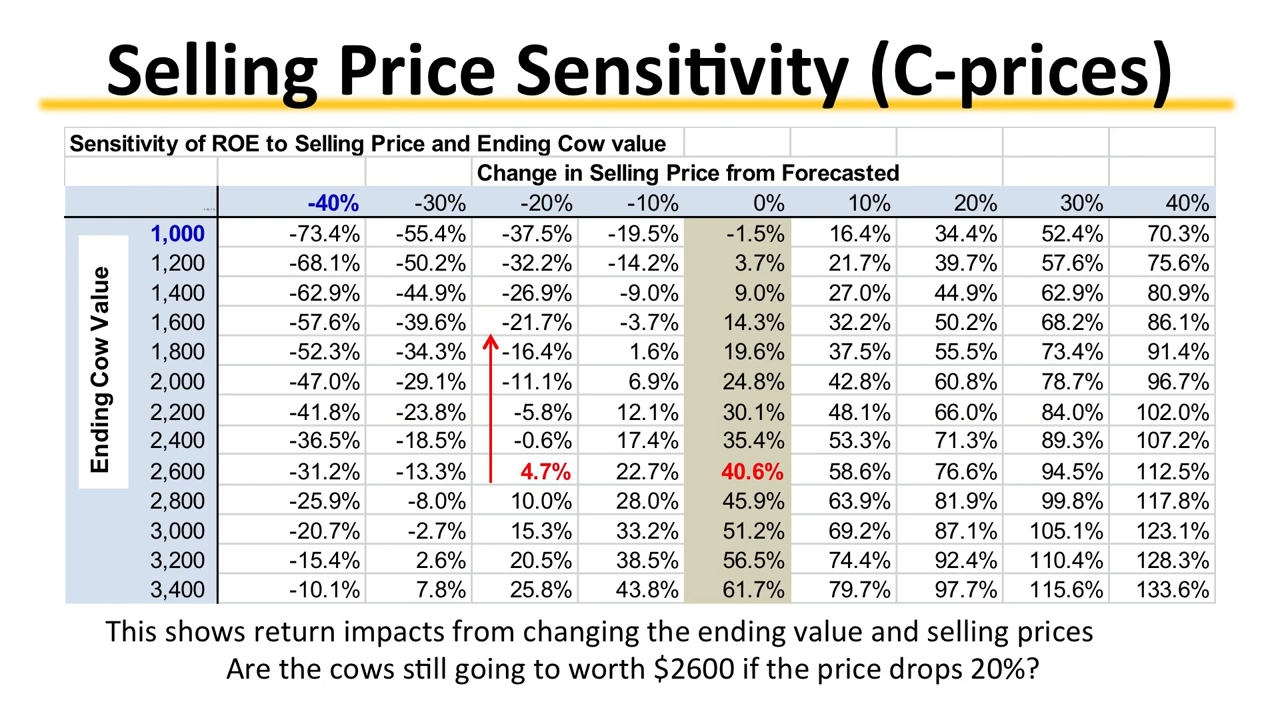 Selling Price Sensitivity (C-prices)
Sensitivity of ROE to Selling Price and Ending Cow value
Change in Selling Price from Forecasted
-40% -30% -20% -10% 0% 10% 20% 30% 40%
Ending Cow Value
1,000 -73.4% -55.4% -37.5% -19.5% -1.5% 16.4% 34.4% 52.4% 70.3%
1,200 -68.1% -50.2% -32.2% -14.2% 3.7% 21.7% 39.7% 57.6% 75.6%
1,400 -62.9% -44.9% -26.9% -9.0% 9.0% 27.0% 44.9% 62.9% 80.9%
1,600 -57.6% -39.6% -21.7% -3.7% 14.3% 32.2% 50.2% 68.2% 86.1%
1,800 -52.3% -34.3% -16.4% 1.6% 19.6% 37.5% 55.5% 73.4% 91.4%
2,000 -47.0% -29.1% -11.1% 6.9% 24.8% 42.8% 60.8% 78.7% 96.7%
2,200 -41.8% -23.8% -5.8% 12.1% 30.1% 48.1% 66.0% 84.0% 102.0%
2,400 -36.5% -18.5% -0.6% 17.4% 35.4% 53.3% 71.3% 89.3% 107.2%
2,600 -31.2% -13.3% 4.7% 22.7% 40.6% 58.6% 76.6% 94.5% 112.5%
2,800 -25.9% -8.0% 10.0% 28.0% 45.9% 63.9% 81.9% 99.8% 117.8%
3,000 -20.7% -2.7% 15.3% 33.2% 51.2% 69.2% 87.1% 105.1% 123.1%
3,200 -15.4% 2.6% 20.5% 38.5% 56.5% 74.4% 92.4% 110.4% 128.3%
3,400 -10.1% 7.8% 25.8% 43.8% 61.7% 79.7% 97.7% 115.6% 133.6%
This shows return impacts from changing the ending value and selling prices
Are the cows still going to worth $2600 if the price drops 20%?